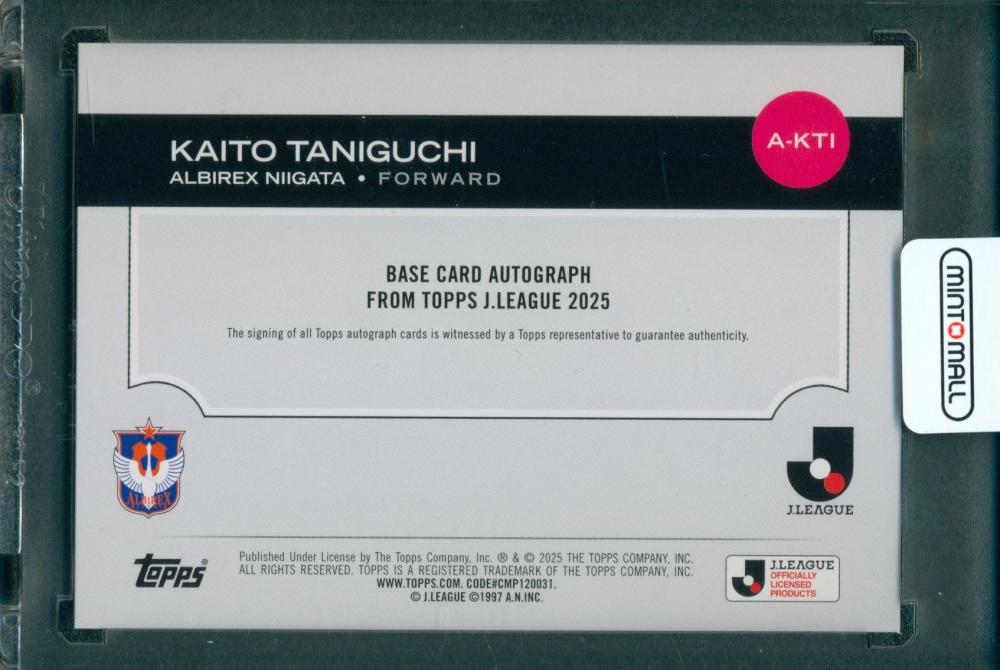 KAITO TANIGUCHI
ALBIREX NIIGATA • FORWARD
A-KTI
BASE CARD AUTOGRAPH
FROM TOPPS J.LEAGUE 2025
The signing of all Topps autograph cards is witnessed by a Topps representative to guarantee authenticity.
MINTOMALL
ALBIREX
J.LEAGUE
topps®
Published Under License by The Topps Company, Inc. ® & © 2025 THE TOPPS COMPANY, INC.
ALL RIGHTS RESERVED. TOPPS IS A REGISTERED TRADEMARK OF THE TOPPS COMPANY, INC.
WWW.TOPPS.COM. CODE#CMP120031.
© J.LEAGUE ©1997 A.N.INC.
J.LEAGUE
OFFICIALLY
LICENSED
PRODUCTS